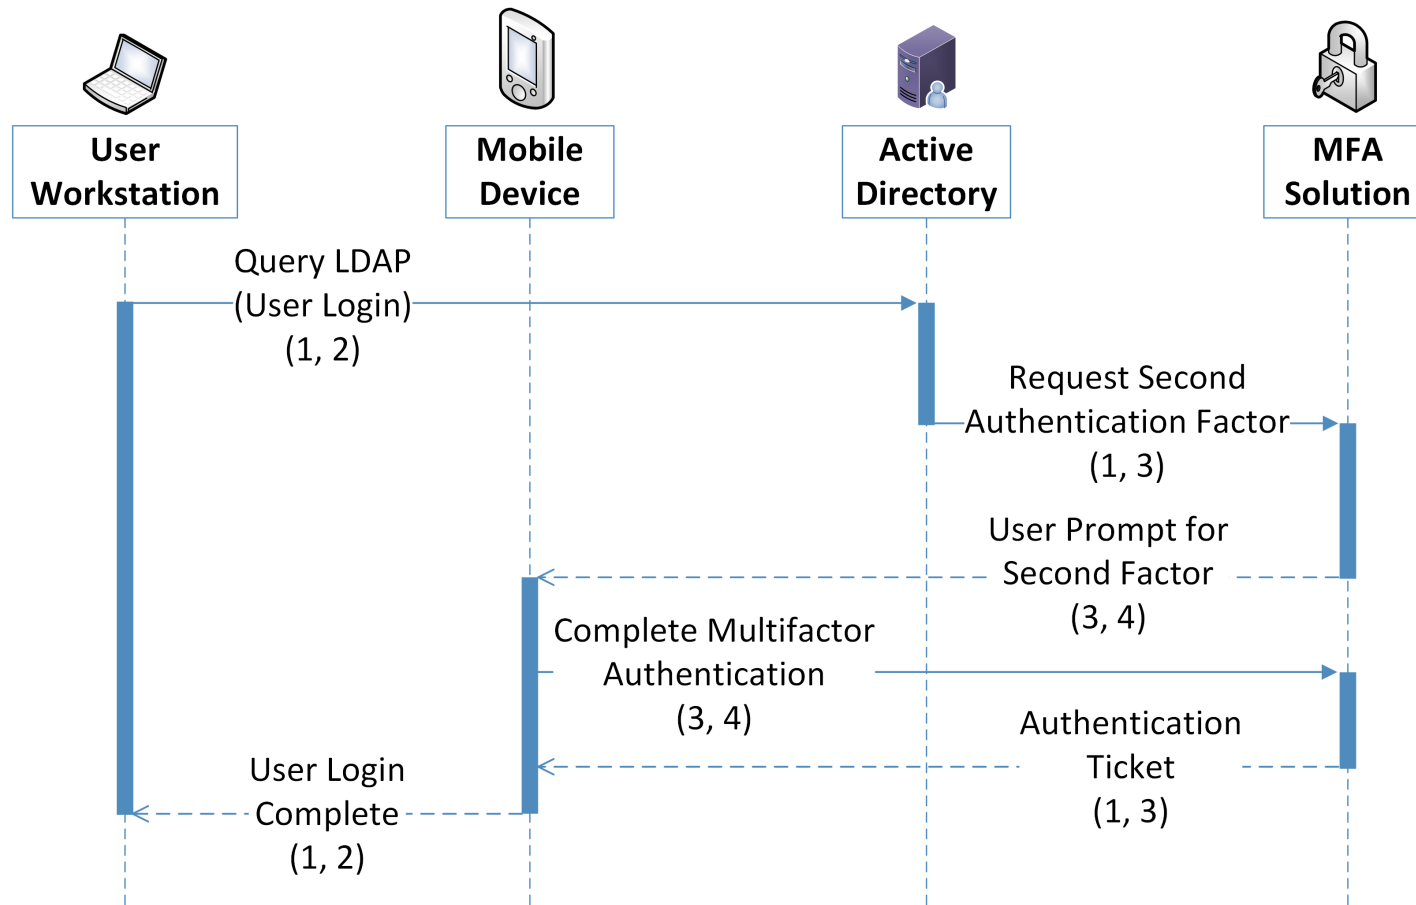 User
Workstation
Mobile
Device
Active
Directory
MFA
Solution
Query LDAP
(User Login)
(1, 2)
Request Second
Authentication Factor
(1, 3)
User Prompt for
Second Factor
(3, 4)
Complete Multifactor
Authentication
(3, 4)
Authentication
Ticket
(1, 3)
User Login
Complete
(1, 2)